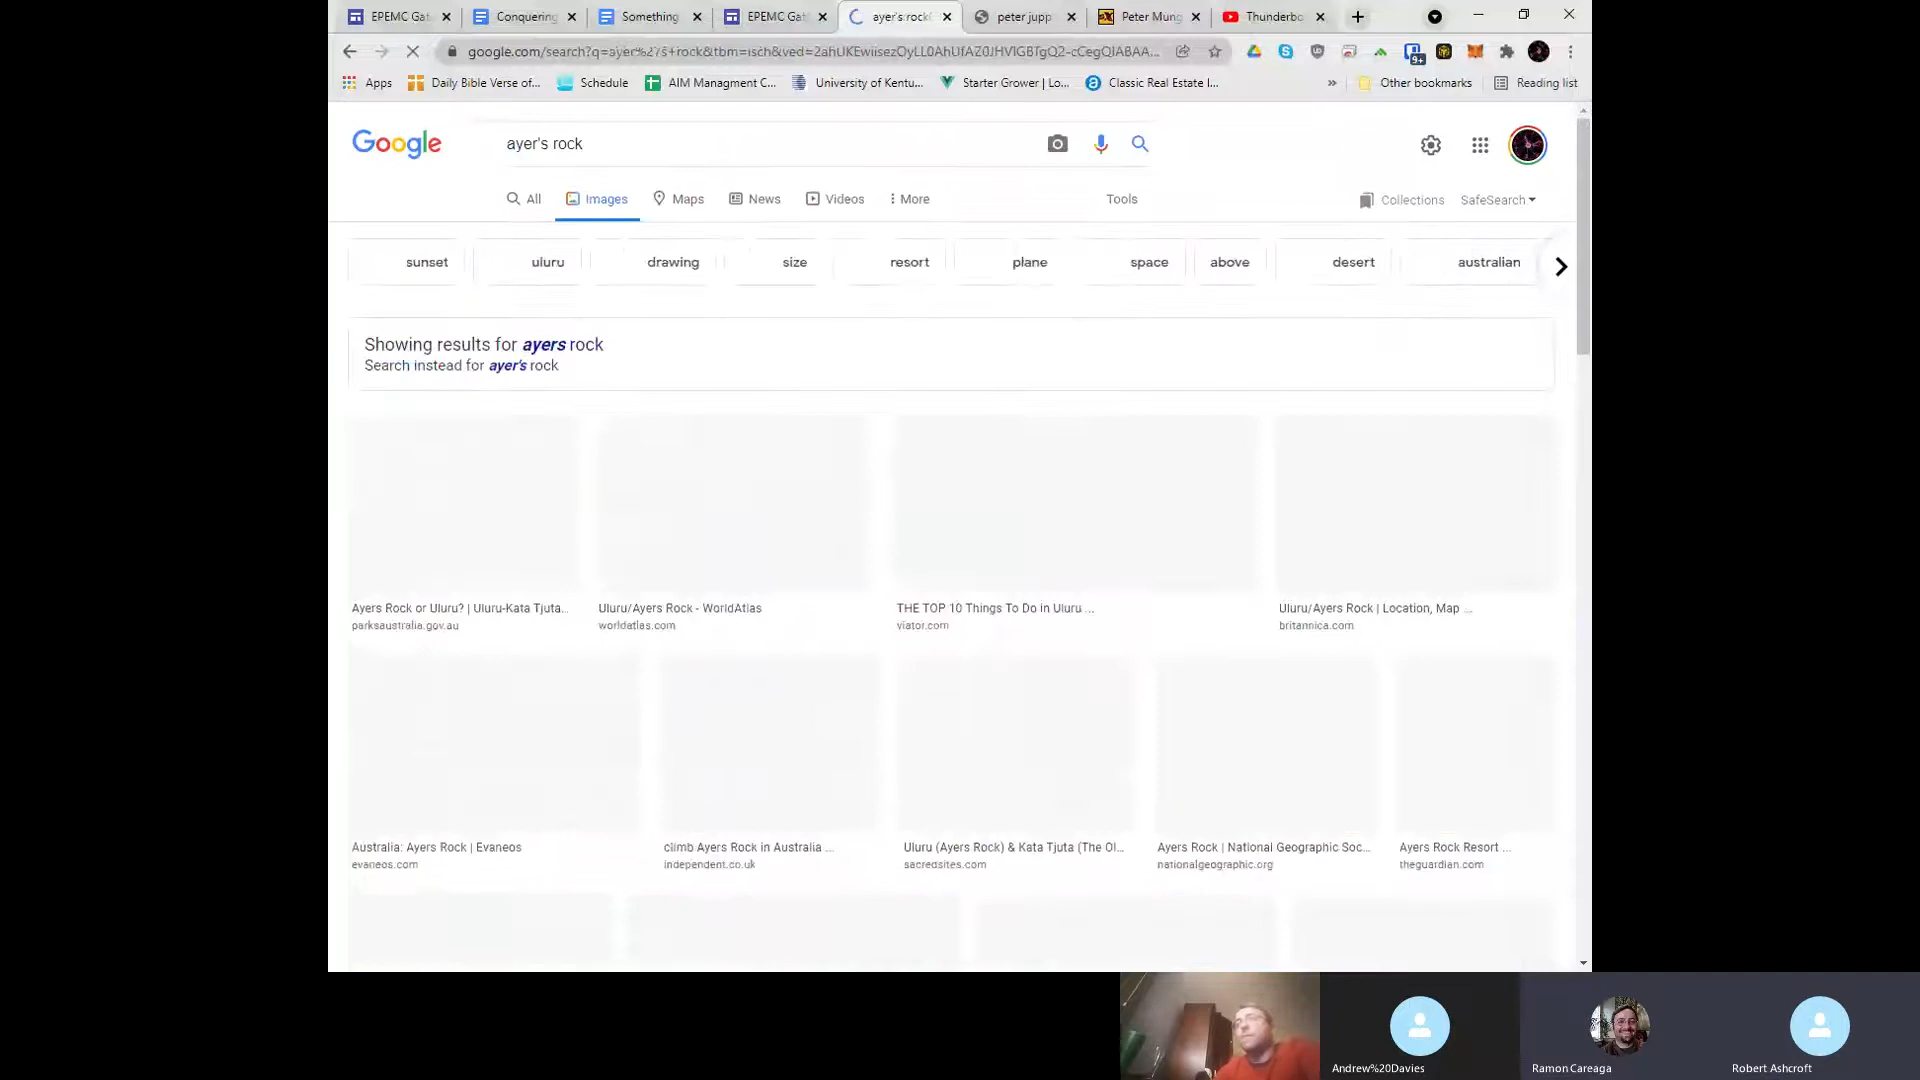 EPEMC Gat
Conquering
Something
EPEMC Gat
ayer's rock
peter jupp
Peter Mung
Thunderbo
google.com/search?q=ayer%27s+rock&tbm=isch&ved=2ahUKEwiisezOyLL0AhUfAZ0JHVlGBTgQ2-cCegQIABAA...
9+
Apps
Daily Bible Verse of...
Schedule
AIM Managment C...
University of Kentu...
Starter Grower | Lo...
Classic Real Estate I...
»
Other bookmarks
Reading list
Google
ayer's rock
All
Images
Maps
News
Videos
More
Tools
Collections
SafeSearch
sunset
uluru
drawing
size
resort
plane
space
above
desert
australian
Showing results for ayers rock
Search instead for ayer's rock
Ayers Rock or Uluru? | Uluru-Kata Tjuta...
parksaustralia.gov.au
Uluru/Ayers Rock - WorldAtlas
worldatlas.com
THE TOP 10 Things To Do in Uluru ...
viator.com
Uluru/Ayers Rock | Location, Map ...
britannica.com
Australia: Ayers Rock | Evaneos
evaneos.com
climb Ayers Rock in Australia ...
independent.co.uk
Uluru (Ayers Rock) & Kata Tjuta (The Ol...
sacredsites.com
Ayers Rock | National Geographic Soc...
nationalgeographic.org
Ayers Rock Resort ...
theguardian.com
Andrew%20Davies
Ramon Careaga
Robert Ashcroft